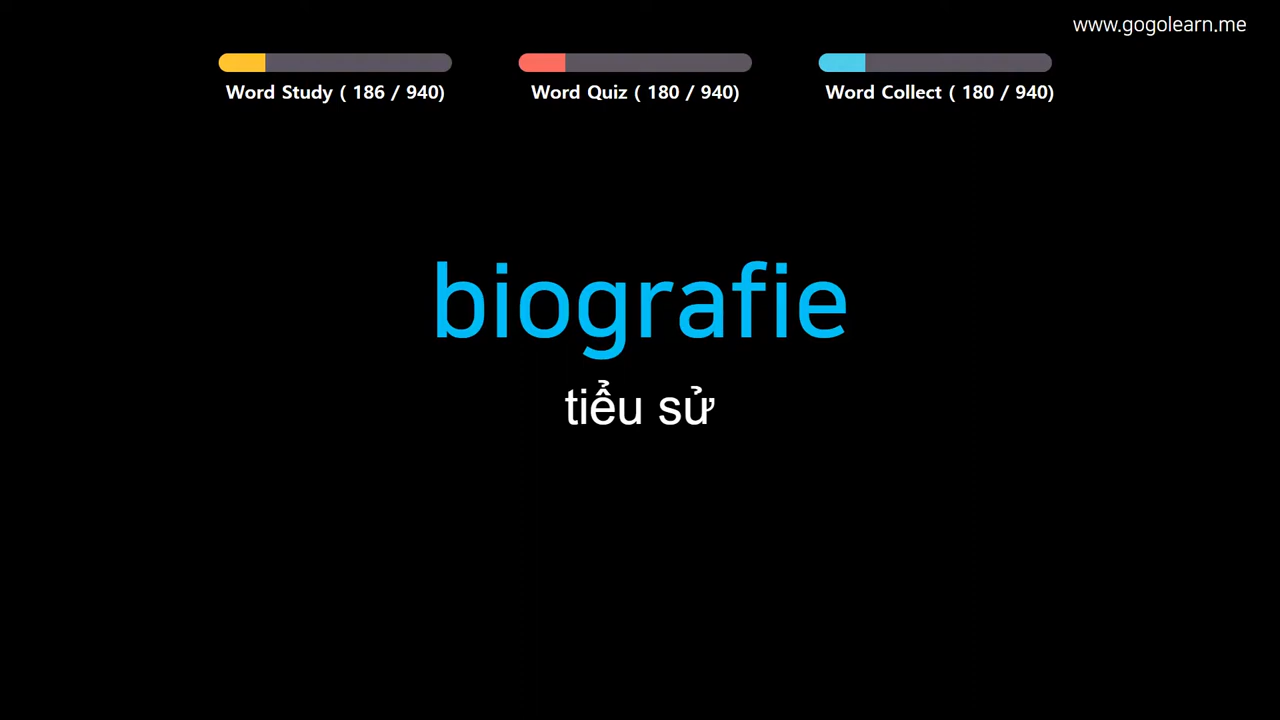 www.gogolearn.me
Word Study ( 186 / 940)
Word Quiz ( 180 / 940)
Word Collect ( 180 / 940)
biografie
tiểu sử